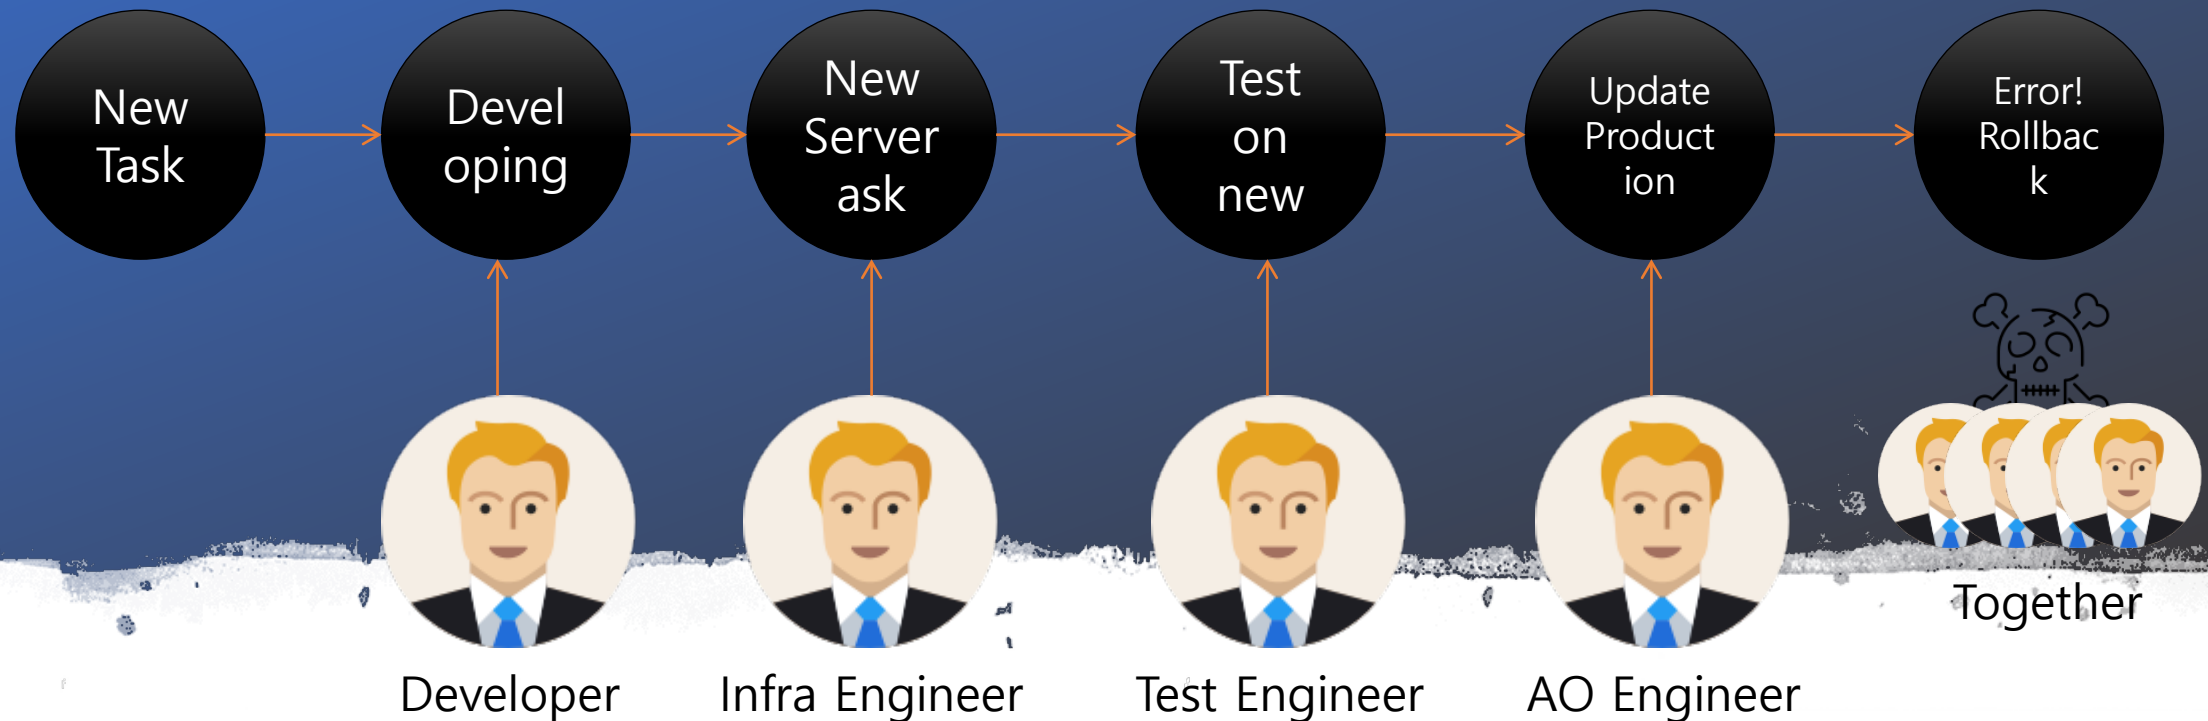 New
Task
Devel
oping
New
Server
ask
Test
on
new
Update
Product
ion
Error!
Rollbac
k
Together
Developer
Infra Engineer
Test Engineer
AO Engineer